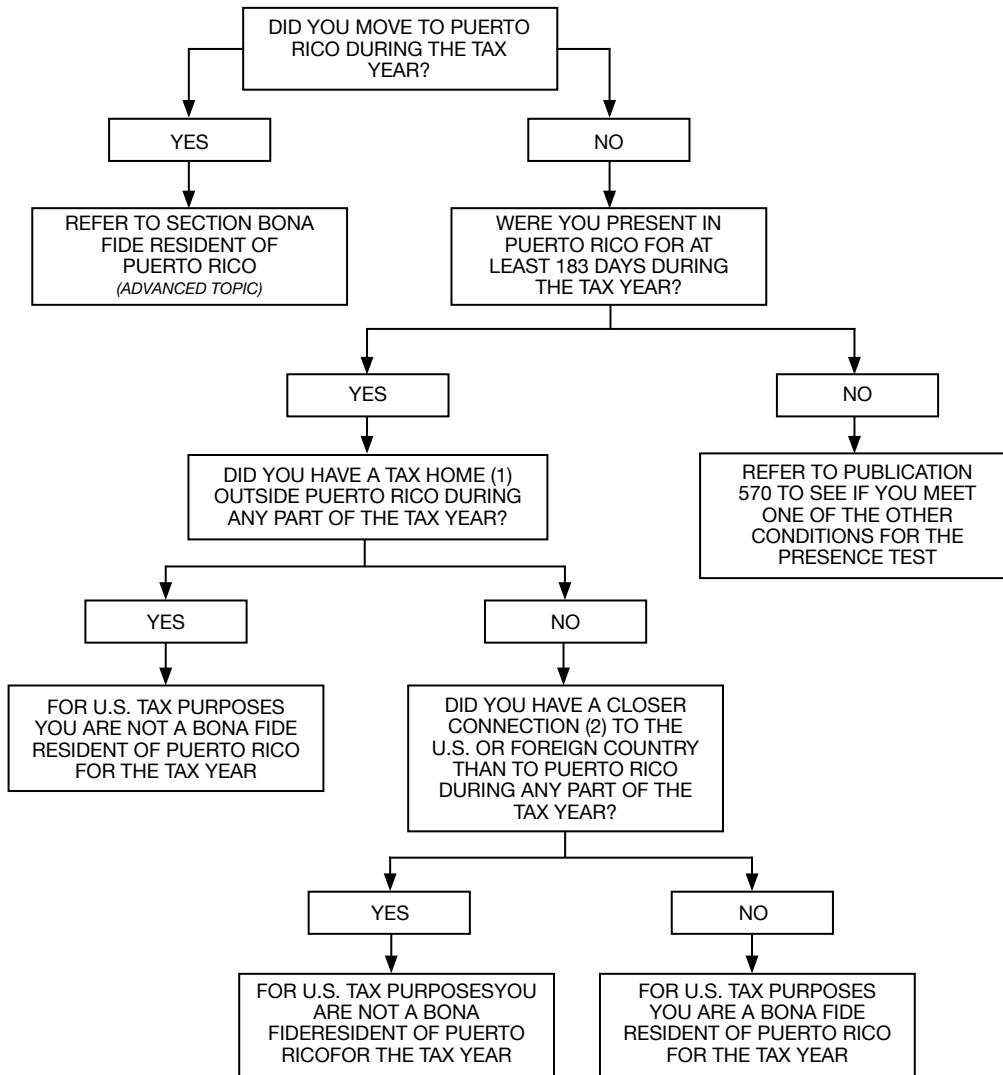 DID YOU MOVE TO PUERTO
RICO DURING THE TAX
YEAR?
YES
NO
REFER TO SECTION BONA
FIDE RESIDENT OF
PUERTO RICO
(ADVANCED TOPIC)
WERE YOU PRESENT IN
PUERTO RICO FOR AT
LEAST 183 DAYS DURING
THE TAX YEAR?
YES
NO
DID YOU HAVE A TAX HOME (1)
OUTSIDE PUERTO RICO DURING
ANY PART OF THE TAX YEAR?
REFER TO PUBLICATION
570 TO SEE IF YOU MEET
ONE OF THE OTHER
CONDITIONS FOR THE
PRESENCE TEST
YES
NO
FOR U.S. TAX PURPOSES
YOU ARE NOT A BONA FIDE
RESIDENT OF PUERTO RICO
FOR THE TAX YEAR
DID YOU HAVE A CLOSER
CONNECTION (2) TO THE
U.S. OR FOREIGN COUNTRY
THAN TO PUERTO RICO
DURING ANY PART OF THE
TAX YEAR?
YES
NO
FOR U.S. TAX PURPOSESYOU
ARE NOT A BONA
FIDERESIDENT OF PUERTO
RICOFOR THE TAX YEAR
FOR U.S. TAX PURPOSES
YOU ARE A BONA FIDE
RESIDENT OF PUERTO RICO
FOR THE TAX YEAR